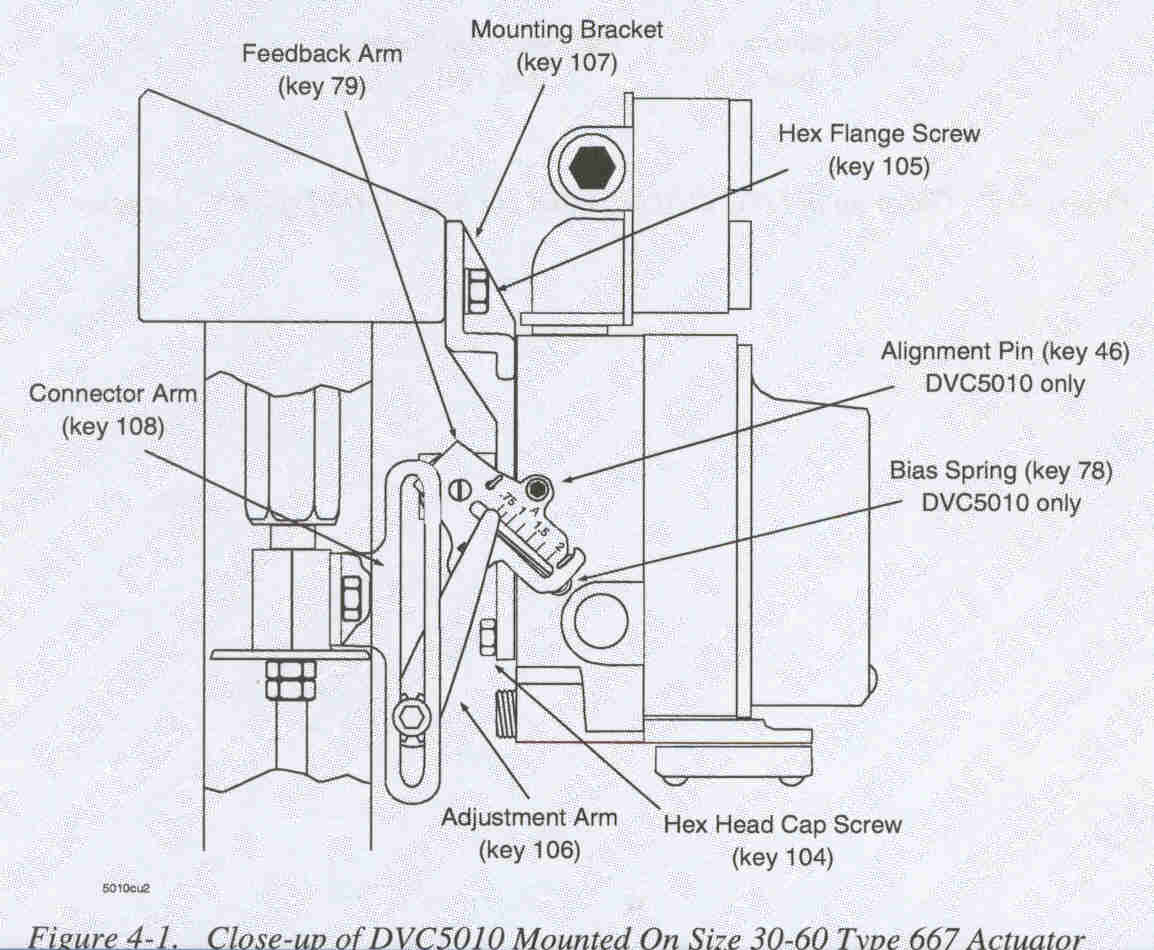 Mounting Bracket
(key 107)
Feedback Arm
(key 79)
Hex Flange Screw
(key 105)
Alignment Pin (key 46)
DVC5010 only
Connector Arm
(key 108)
Bias Spring (key 78)
DVC5010 only
.75
1
A
1.5
2
Adjustment Arm
(key 106)
Hex Head Cap Screw
(key 104)
5010cu2
Figure 4-1. Close-up of DVC5010 Mounted On Size 30-60 Type 667 Actuator